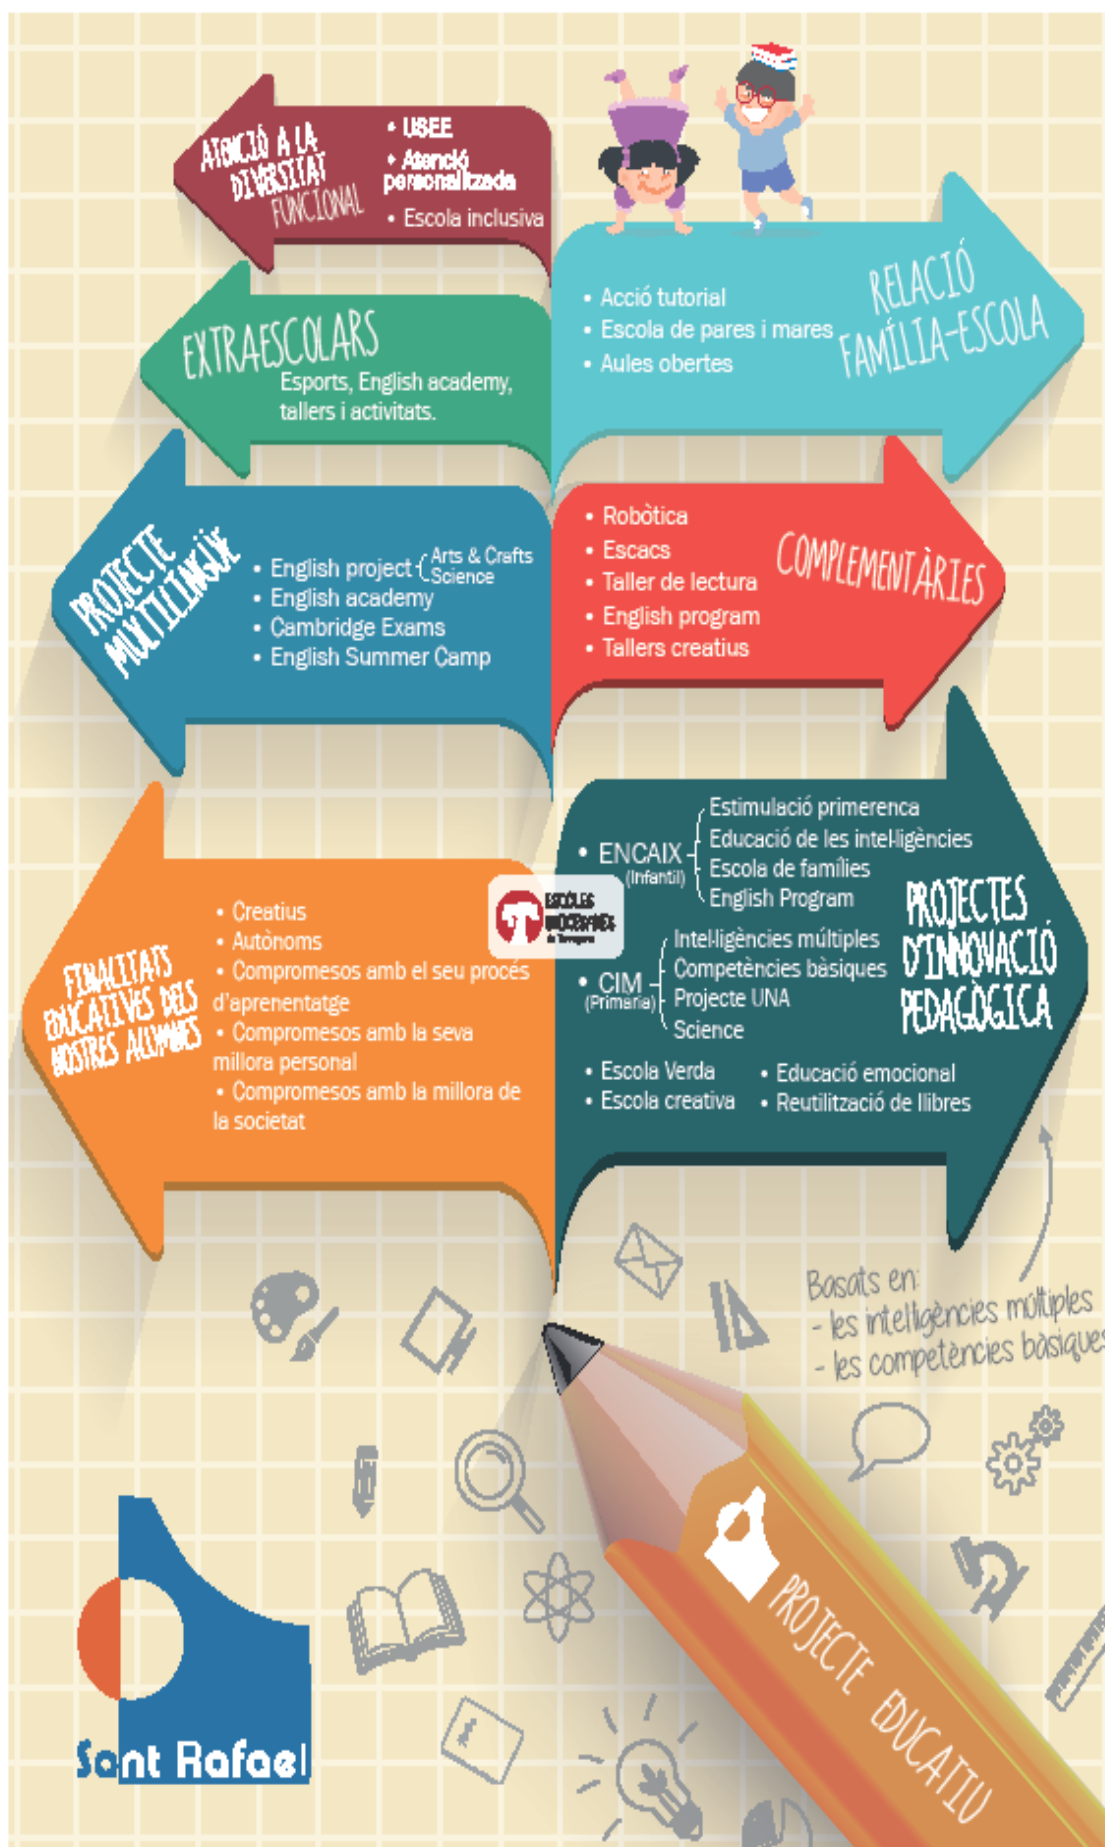 ATENCIÓ A LA
DIVERSITAT
FUNCIONAL
• USEE
• Atenció
personalitzada
• Escola inclusiva
RELACIÓ
FAMÍLIA-ESCOLA
• Acció tutorial
• Escola de pares i mares
• Aules obertes
EXTRAESCOLARS
Esports, English academy,
tallers i activitats.
PROJECTE
MULTILINGÜE
• English project
Arts & Crafts
Science
• English academy
• Cambridge Exams
• English Summer Camp
COMPLEMENTÀRIES
• Robòtica
• Escacs
• Taller de lectura
• English program
• Tallers creatius
FINALITATS
EDUCATIVES DELS
NOSTRES ALUMNES
• Creatius
• Autònoms
• Compromesos amb el seu procés
d'aprenentatge
• Compromesos amb la seva
millora personal
• Compromesos amb la millora de
la societat
ESCOLES
DIOCESANES
de Tarragona
PROJECTES
D'INNOVACIÓ
PEDAGÒGICA
• ENCAIX
(Infantil)
Estimulació primerenca
Educació de les intel·ligències
Escola de famílies
English Program
• CIM
(Primaria)
Intel·ligències múltiples
Competències bàsiques
Projecte UNA
Science
• Escola Verda
• Escola creativa
• Educació emocional
• Reutilització de llibres
Basats en:
- les intel·ligències múltiples
- les competències bàsiques
PROJECTE EDUCATIU
Sant Rafael